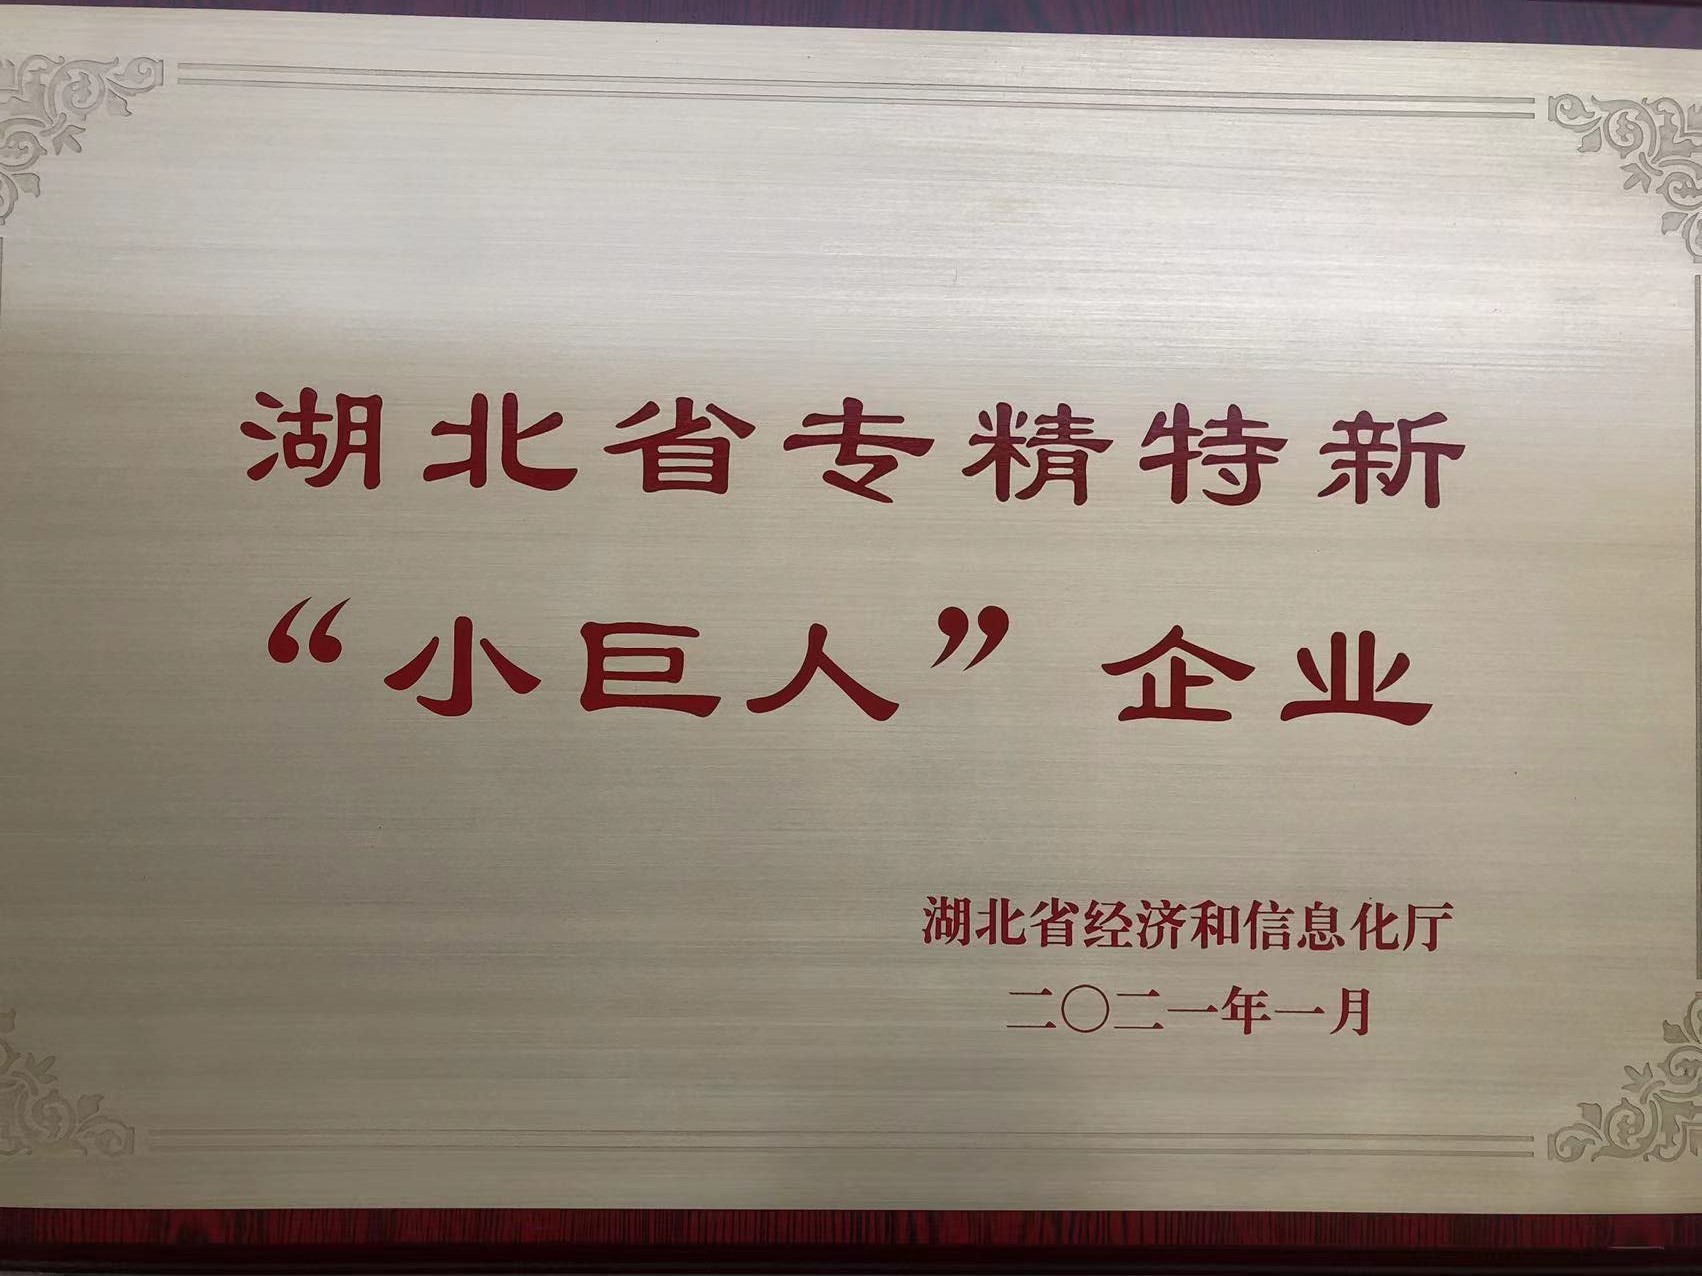 湖北省专精特新
“小巨人”企业
湖北省经济和信息化厅
二〇二一年一月